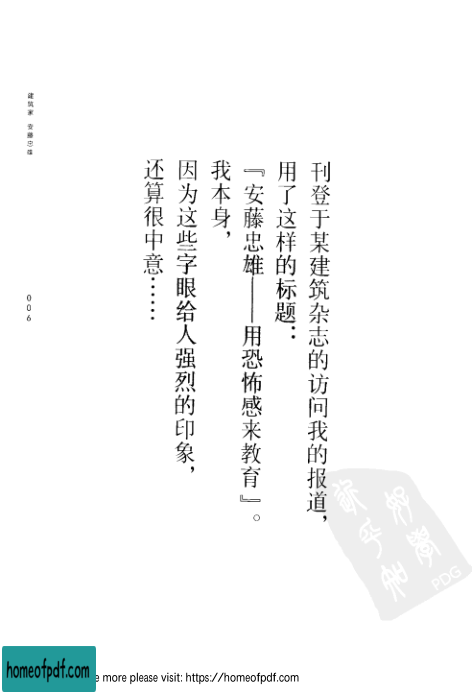 刊登于某建筑杂志的访问我的报道，
用了这样的标题：
『安藤忠雄——用恐怖感来教育』。
我本身，
因为这些字眼给人强烈的印象，
还算很中意……
建筑家 安藤忠雄
006
PDG
homeofpdf.com
e more please visit: https://homeofpdf.com